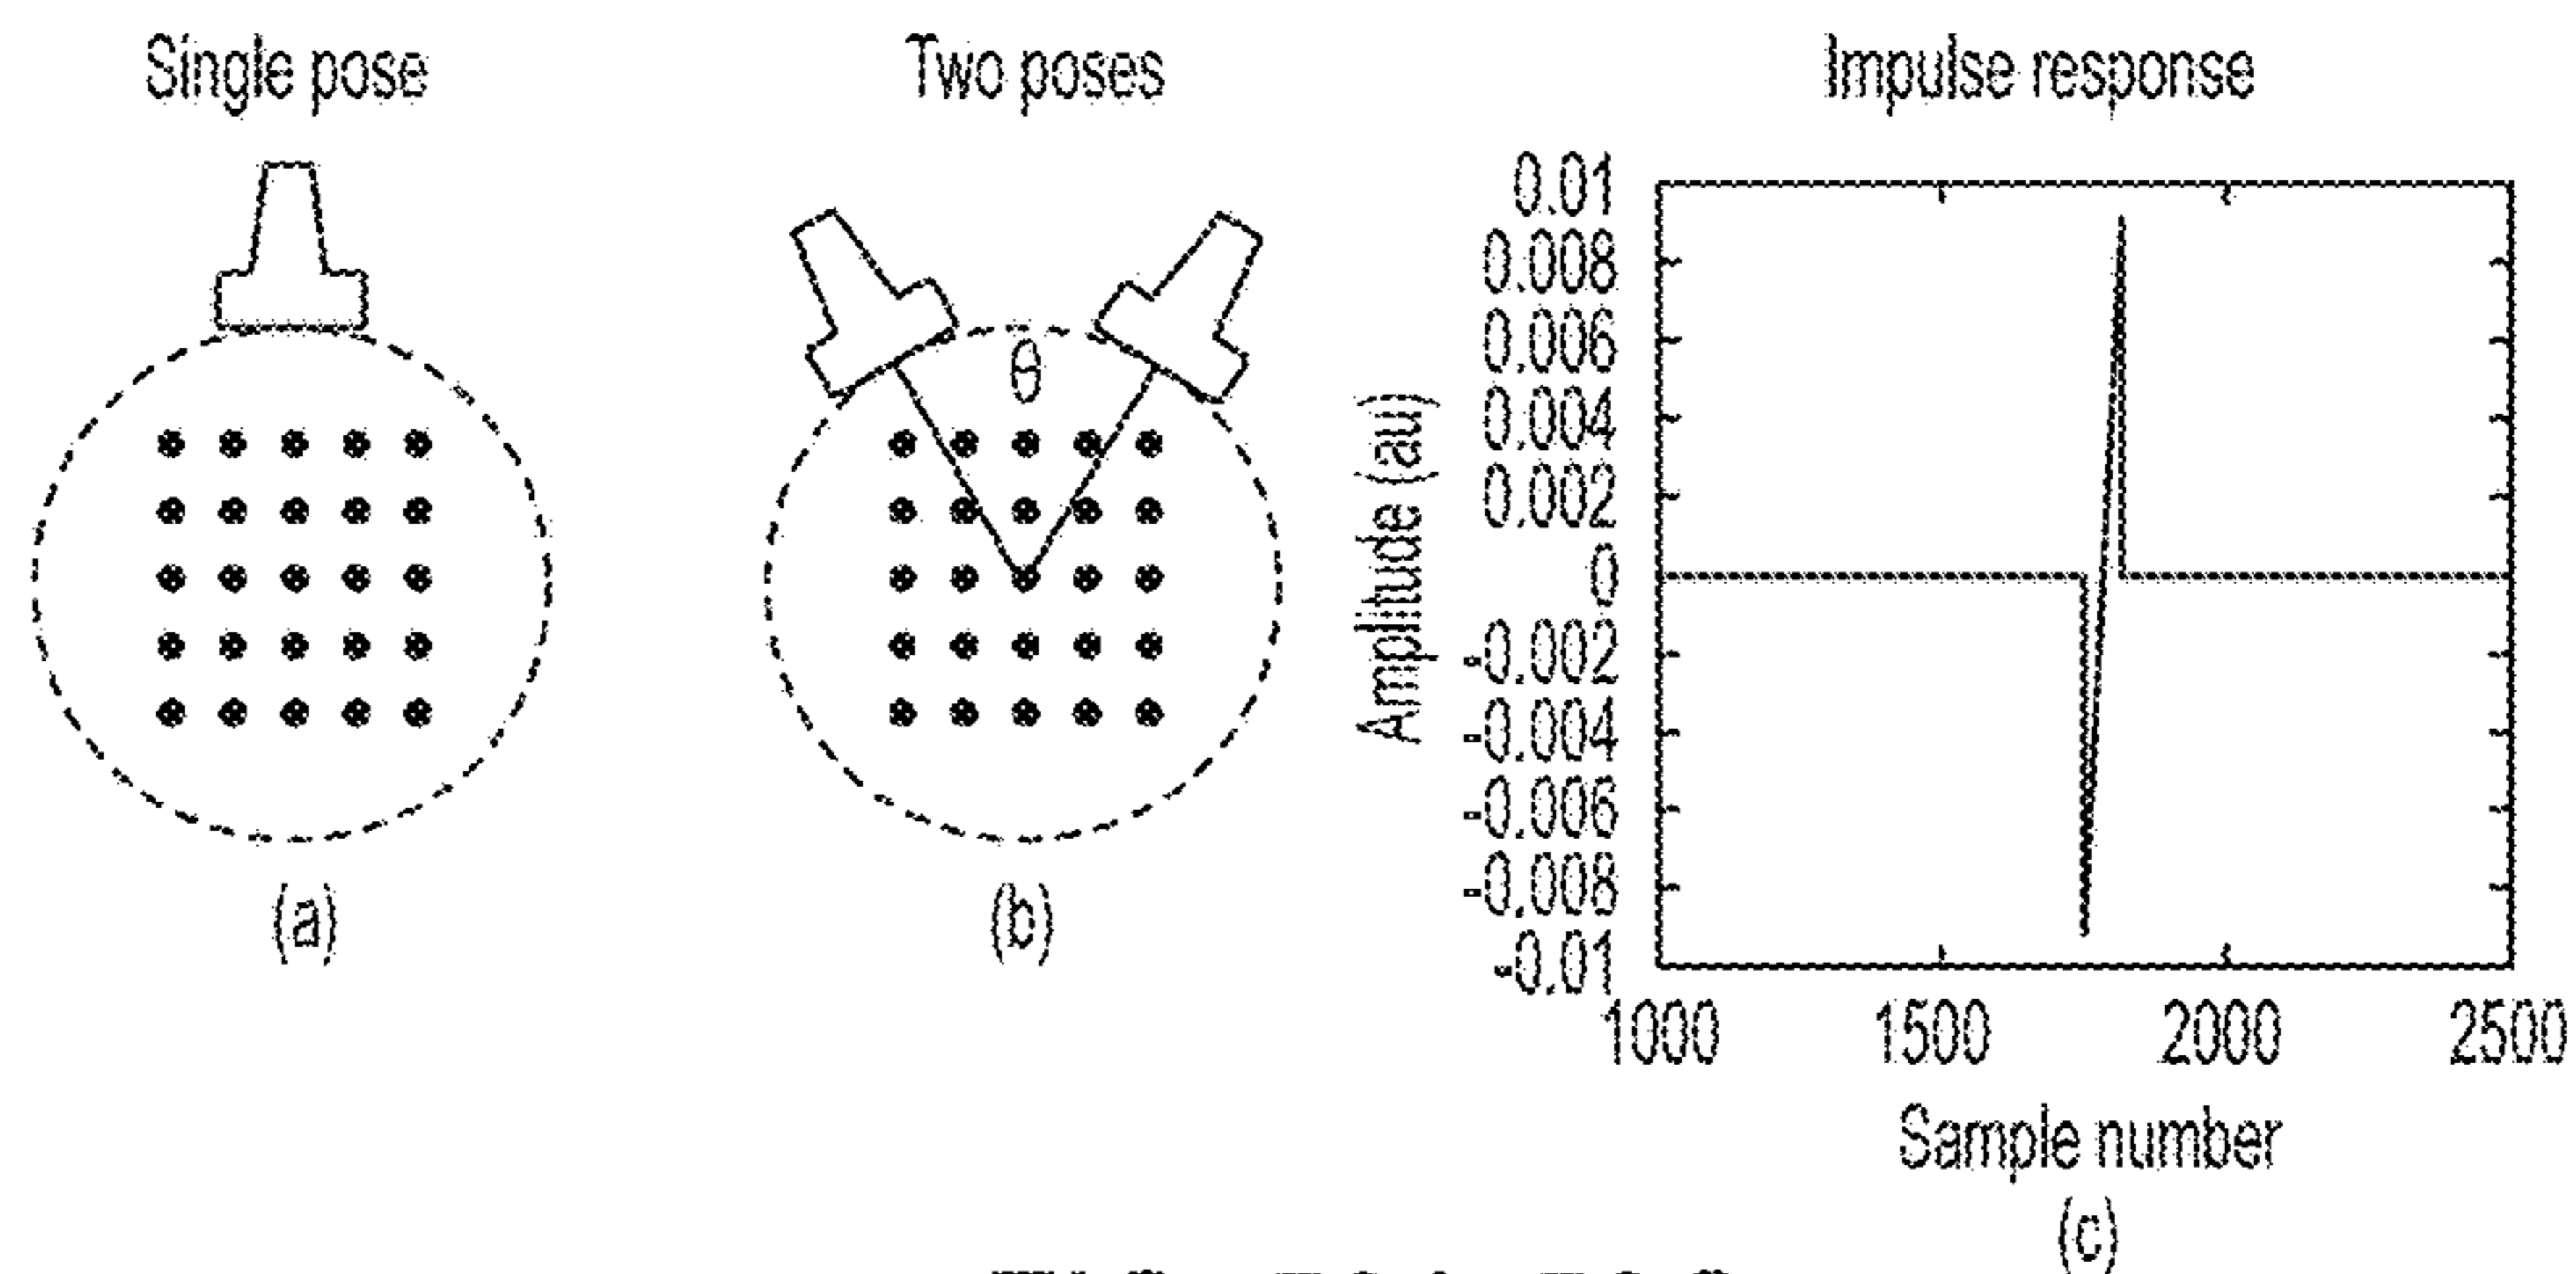 Single pose
Two poses
Impulse response
θ
(a)
(b)
Amplitude (au)
0.01
0.008
0.006
0.004
0.002
0
-0.002
-0.004
-0.006
-0.008
-0.01
1000 1500 2000 2500
Sample number
(c)